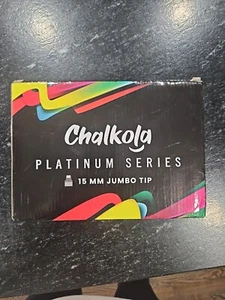 Chalkola
PLATINUM SERIES
15 MM JUMBO TIP